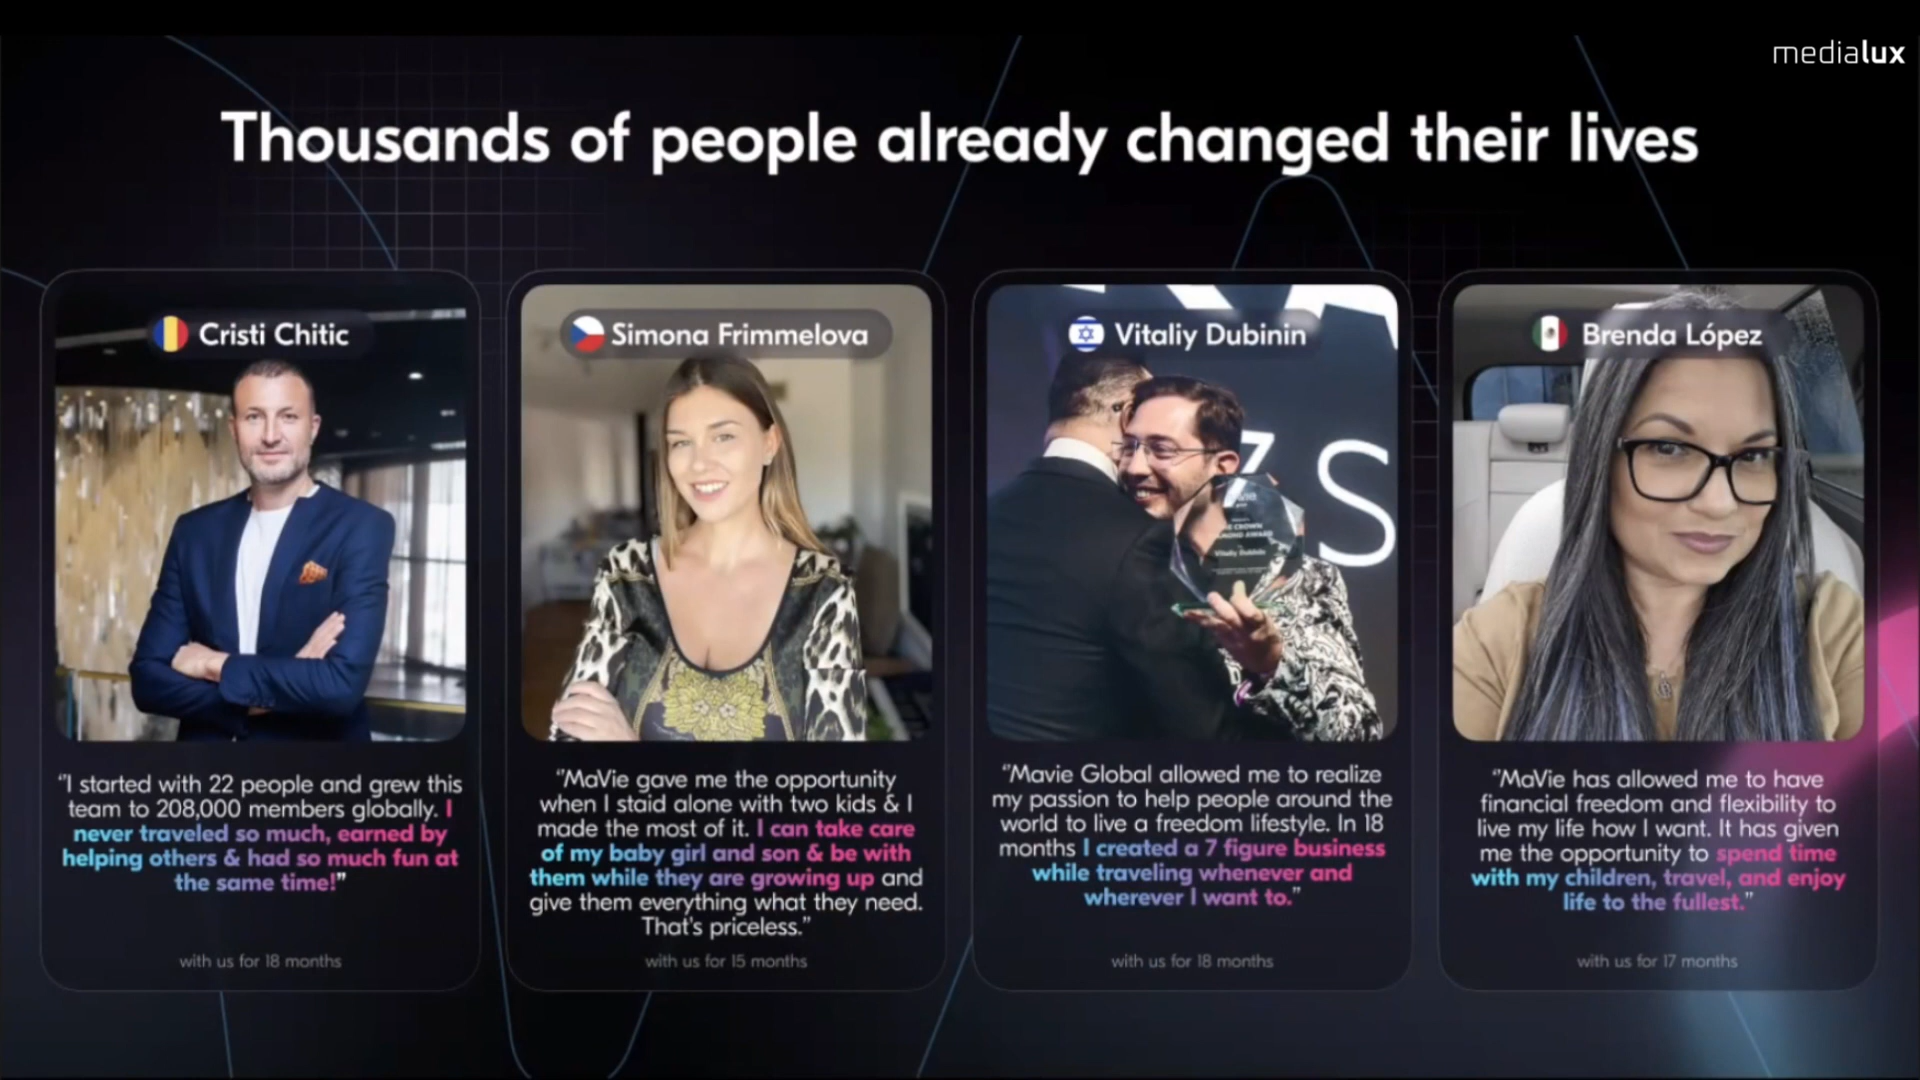 medialux
Thousands of people already changed their lives
Cristi Chitic
"I started with 22 people and grew this
team to 208,000 members globally. I
never traveled so much, earned by
helping others & had so much fun at
the same time!"
with us for 18 months
Simona Frimmelova
"MaVie gave me the opportunity
when I staid alone with two kids & I
made the most of it. I can take care
of my baby girl and son & be with
them while they are growing up and
give them everything what they need.
That's priceless."
with us for 15 months
Vitaliy Dubinin
S
CROWN
AWARD
Vitaliy Dubinin
"Mavie Global allowed me to realize
my passion to help people around the
world to live a freedom lifestyle. In 18
months I created a 7 figure business
while traveling whenever and
wherever I want to."
with us for 18 months
Brenda López
"MaVie has allowed me to have
financial freedom and flexibility to
live my life how I want. It has given
me the opportunity to spend time
with my children, travel, and enjoy
life to the fullest."
with us for 17 months